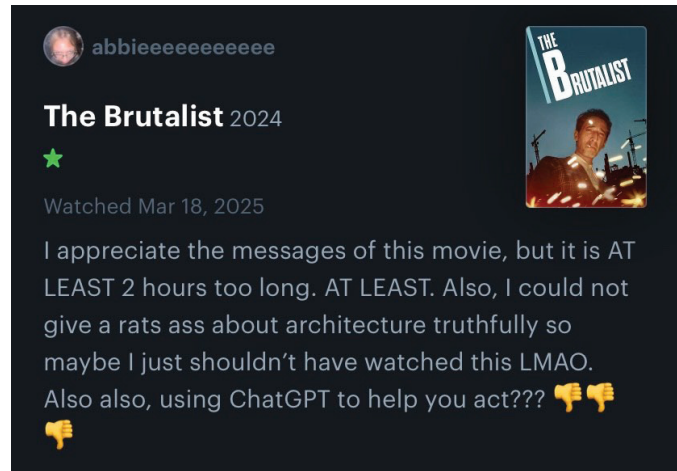 abbieeeeeeeeeee
The Brutalist 2024
Watched Mar 18, 2025
I appreciate the messages of this movie, but it is AT
LEAST 2 hours too long. AT LEAST. Also, I could not
give a rats ass about architecture truthfully so
maybe I just shouldn’t have watched this LMAO.
Also also, using ChatGPT to help you act??? 👎👎
👎
THE
BRUTALIST